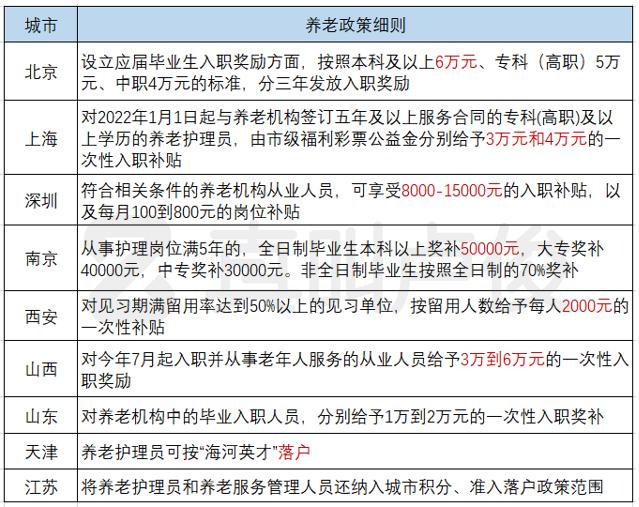 城市
养老政策细则
北京
设立应届毕业生入职奖励方面，按照本科及以上6万元、专科（高职）5万
元、中职4万元的标准，分三年发放入职奖励
上海
对2022年1月1日起与养老机构签订五年及以上服务合同的专科(高职)及以
上学历的养老护理员，由市级福利彩票公益金分别给予3万元和4万元的一
次性入职补贴
深圳
符合相关条件的养老机构从业人员，可享受8000-15000元的入职补贴，以
及每月100到800元的岗位补贴
南京
从事护理岗位满5年的，全日制毕业生本科以上奖补50000元，大专奖补
40000元，中专奖补30000元。非全日制毕业生按照全日制的70%奖补
西安
对见习期满留用率达到50%以上的见习单位，按留用人数给予每人2000元的
一次性补贴
山西
对今年7月起入职并从事老年人服务的从业人员给予3万到6万元的一次性入
职奖励
山东
对养老机构中的毕业入职人员，分别给予1万到2万元的一次性入职奖补
天津
养老护理员可按“海河英才”落户
江苏
将养老护理员和养老服务管理人员还纳入城市积分、准入落户政策范围
真叫卢俊